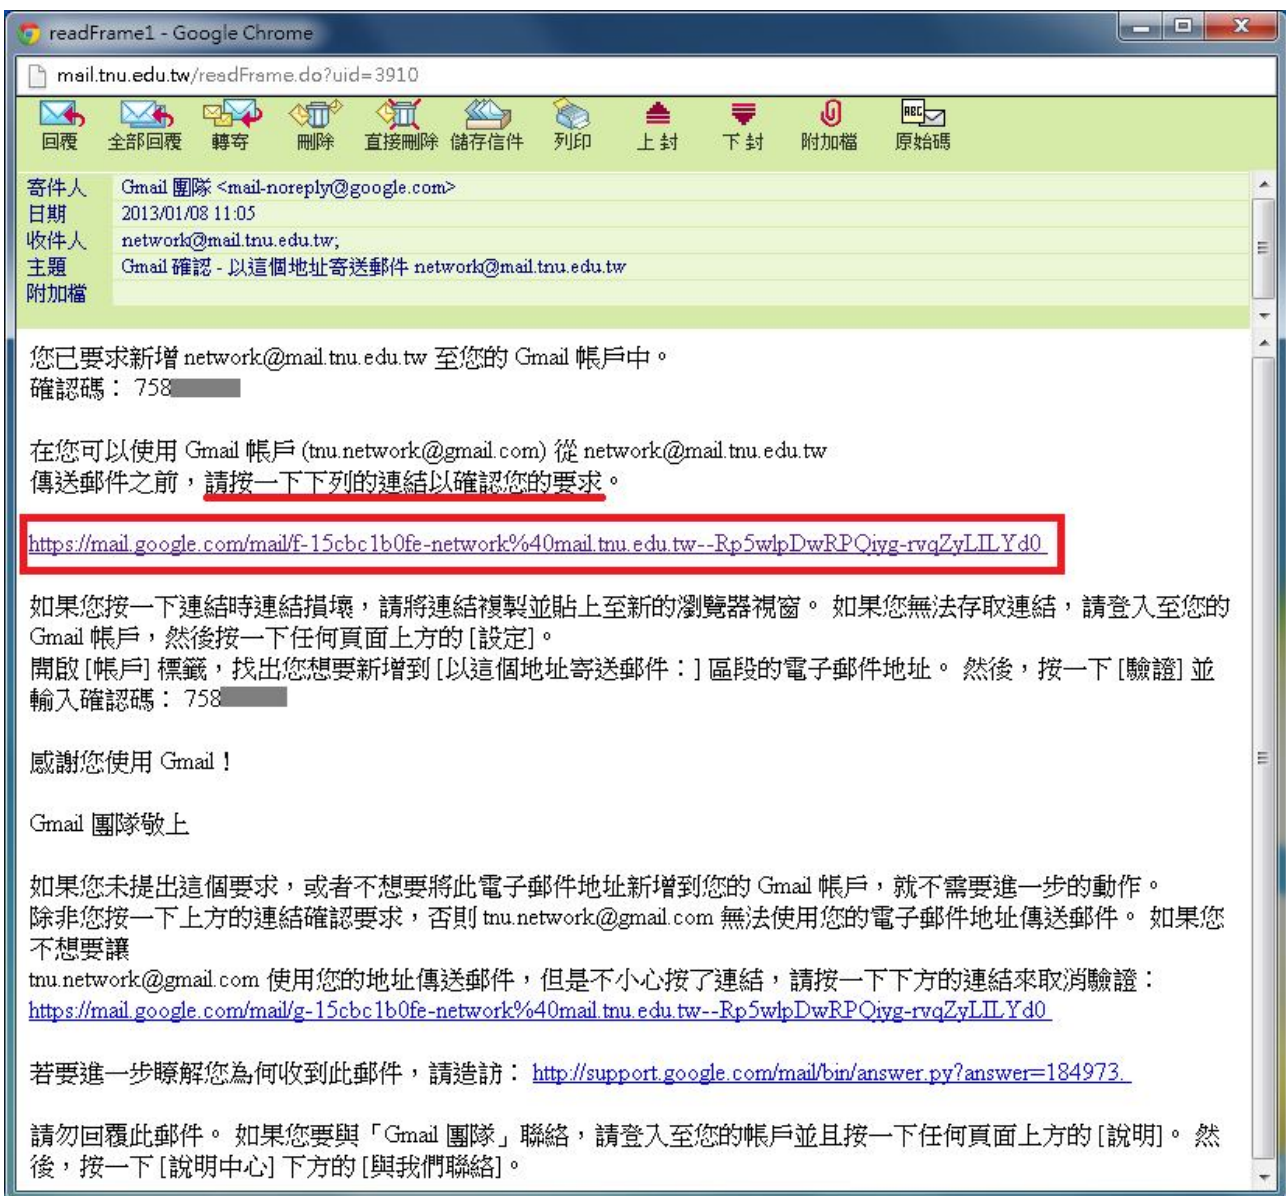 readFrame1 - Google Chrome
mail.tnu.edu.tw/readFrame.do?uid=3910
回覆 全部回覆 轉寄 刪除 直接刪除 儲存信件 列印 上封 下封 附加檔 原始碼
寄件人 Gmail 團隊 <mail-noreply@google.com>
日期 2013/01/08 11:05
收件人 network@mail.tnu.edu.tw;
主題 Gmail 確認 - 以這個地址寄送郵件 network@mail.tnu.edu.tw
附加檔
您已要求新增 network@mail.tnu.edu.tw 至您的 Gmail 帳戶中。
確認碼： 758
在您可以使用 Gmail 帳戶 (tnu.network@gmail.com) 從 network@mail.tnu.edu.tw
傳送郵件之前，請按一下下列的連結以確認您的要求。
https://mail.google.com/mail/f-15cbc1b0fe-network%40mail.tnu.edu.tw--Rp5wlpDwRPQjyg-rvqZyLILYd0
如果您按一下連結時連結損壞，請將連結複製並貼上至新的瀏覽器視窗。 如果您無法存取連結，請登入至您的
Gmail 帳戶，然後按一下任何頁面上方的 [設定]。
開啟 [帳戶] 標籤，找出您想要新增到 [以這個地址寄送郵件：] 區段的電子郵件地址。 然後，按一下 [驗證] 並
輸入確認碼： 758
感謝您使用 Gmail！
Gmail 團隊敬上
如果您未提出這個要求，或者不想要將此電子郵件地址新增到您的 Gmail 帳戶，就不需要進一步的動作。
除非您按一下上方的連結確認要求，否則 tnu.network@gmail.com 無法使用您的電子郵件地址傳送郵件。 如果您
不想要讓
tnu.network@gmail.com 使用您的地址傳送郵件，但是不小心按了連結，請按一下下方的連結來取消驗證：
https://mail.google.com/mail/g-15cbc1b0fe-network%40mail.tnu.edu.tw--Rp5wlpDwRPQjyg-rvqZyLILYd0
若要進一步瞭解您為何收到此郵件，請造訪： http://support.google.com/mail/bin/answer.py?answer=184973.
請勿回覆此郵件。 如果您要與「Gmail 團隊」聯絡，請登入至您的帳戶並且按一下任何頁面上方的 [說明]。 然
後，按一下 [說明中心] 下方的 [與我們聯絡]。